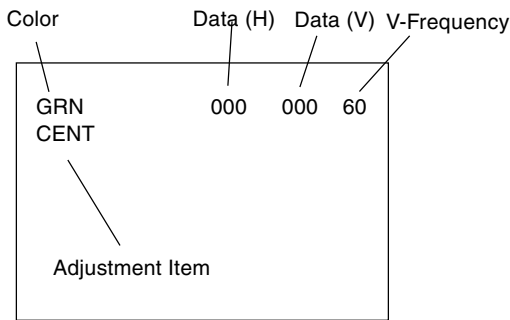 Color Data (H) Data (V) V-Frequency
GRN 000 000 60
CENT
Adjustment Item